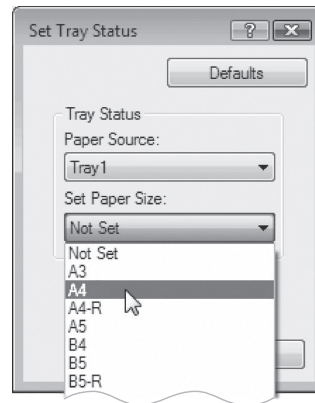 Set Tray Status
?
Defaults
Tray Status
Paper Source:
Tray1
Set Paper Size:
Not Set
Not Set
A3
A4
A4-R
A5
B4
B5
B5-R